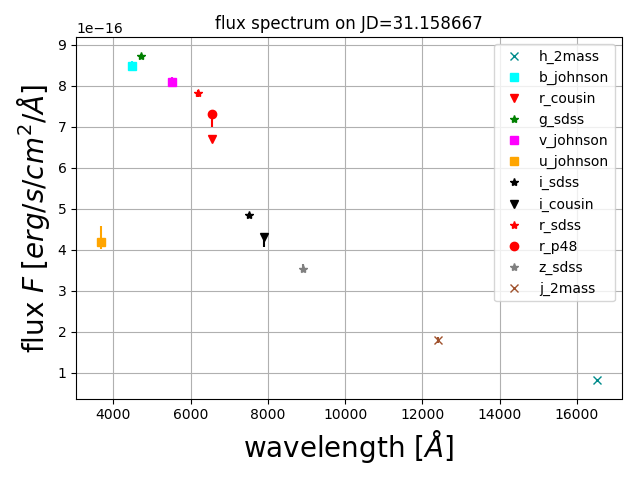 flux spectrum on JD=31.158667
1e−16
flux F [erg/s/cm²/Å]
9
8
7
6
5
4
3
2
1
h_2mass
b_johnson
r_cousin
g_sdss
v_johnson
u_johnson
i_sdss
i_cousin
r_sdss
r_p48
z_sdss
j_2mass
4000 6000 8000 10000 12000 14000 16000
wavelength [Å]